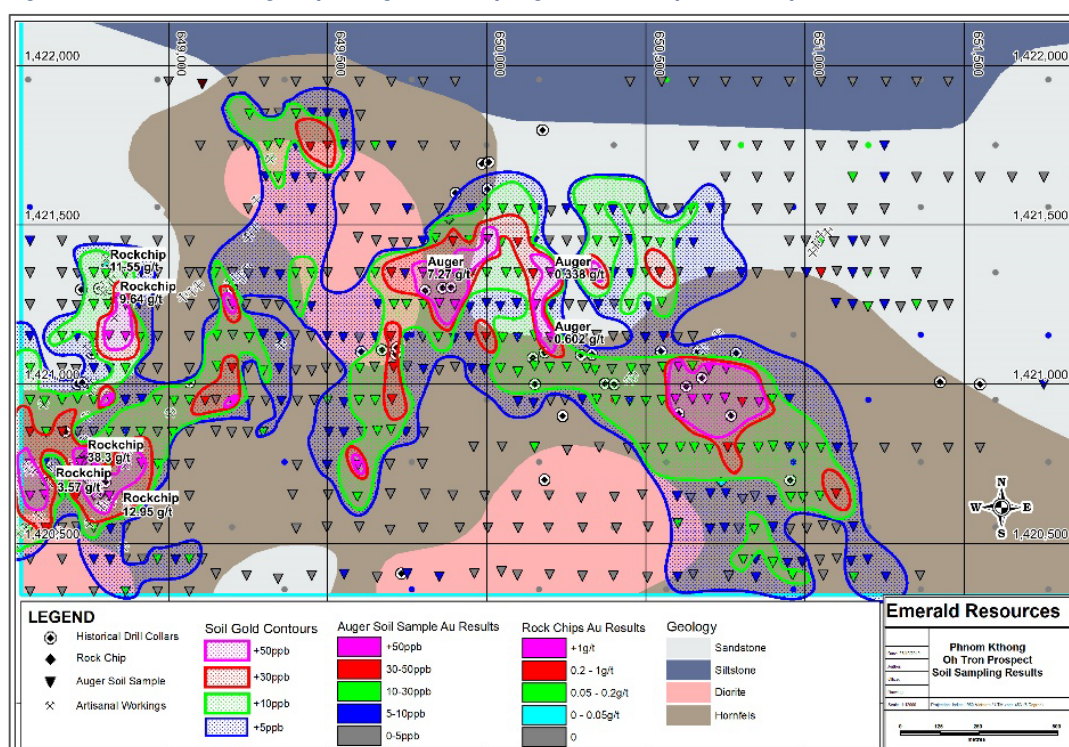 649,000
649,500
650,000
650,500
651,000
651,500
1,422,000
1,422,000
1,421,500
1,421,500
1,421,000
1,421,000
1,420,500
1,420,500
Rockchip
11.55 g/t
Rockchip
9.64 g/t
Auger
7.27 g/t
Auger
0.338 g/t
Auger
0.602 g/t
Rockchip
38.3 g/t
Rockchip
3.57 g/t
Rockchip
12.95 g/t
N
W E
S
LEGEND
Historical Drill Collars
Rock Chip
Auger Soil Sample
Artisanal Workings
Soil Gold Contours
+50ppb
+30ppb
+10ppb
+5ppb
Auger Soil Sample Au Results
+50ppb
30-50ppb
10-30ppb
5-10ppb
0-5ppb
Rock Chips Au Results
+1g/t
0.2 - 1g/t
0.05 - 0.2g/t
0 - 0.05g/t
0
Geology
Sandstone
Siltstone
Diorite
Hornfels
Emerald Resources
Phnom Kthong
Oh Tron Prospect
Soil Sampling Results
0
metres